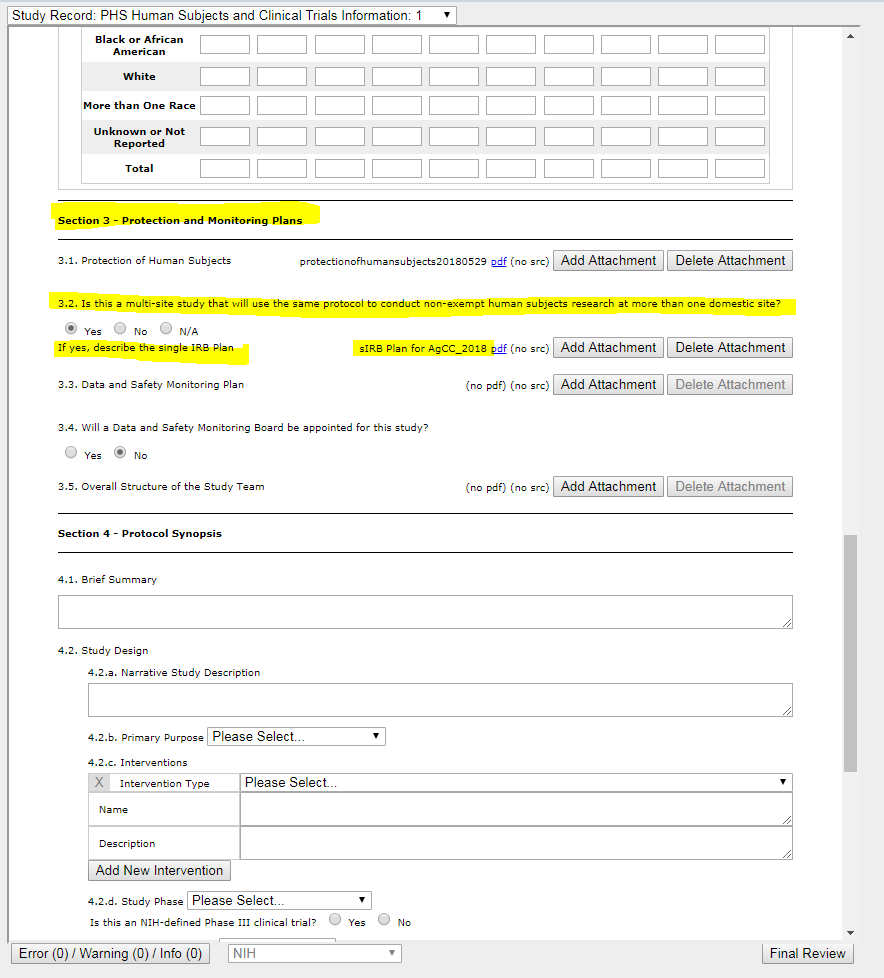 Study Record: PHS Human Subjects and Clinical Trials Information: 1
Black or African
American
White
More than One Race
Unknown or Not
Reported
Total
Section 3 - Protection and Monitoring Plans
3.1. Protection of Human Subjects protectionofhumansubjects20180529 pdf (no src) Add Attachment Delete Attachment
3.2. Is this a multi-site study that will use the same protocol to conduct non-exempt human subjects research at more than one domestic site?
Yes No N/A
If yes, describe the single IRB Plan sIRB Plan for AgCC_2018 pdf (no src) Add Attachment Delete Attachment
3.3. Data and Safety Monitoring Plan (no pdf) (no src) Add Attachment Delete Attachment
3.4. Will a Data and Safety Monitoring Board be appointed for this study?
Yes No
3.5. Overall Structure of the Study Team (no pdf) (no src) Add Attachment Delete Attachment
Section 4 - Protocol Synopsis
4.1. Brief Summary
4.2. Study Design
4.2.a. Narrative Study Description
4.2.b. Primary Purpose Please Select...
4.2.c. Interventions
X Intervention Type Please Select...
Name
Description
Add New Intervention
4.2.d. Study Phase Please Select...
Is this an NIH-defined Phase III clinical trial? Yes No
Error (0) / Warning (0) / Info (0) NIH Final Review